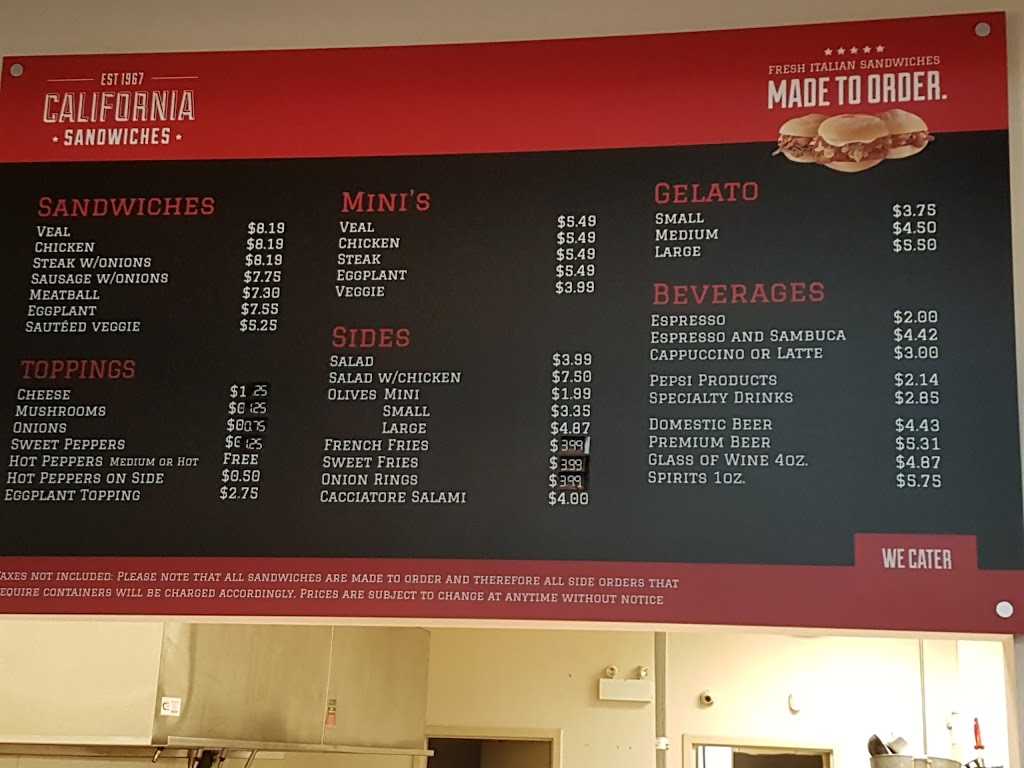 EST 1967
CALIFORNIA
SANDWICHES
FRESH ITALIAN SANDWICHES
MADE TO ORDER.
SANDWICHES
VEAL $8.19
CHICKEN $8.19
STEAK W/ONIONS $8.19
SAUSAGE W/ONIONS $7.75
MEATBALL $7.30
EGGPLANT $7.55
SAUTÉED VEGGIE $5.25
TOPPINGS
CHEESE $1.25
MUSHROOMS $1.25
ONIONS $0.75
SWEET PEPPERS $1.25
HOT PEPPERS MEDIUM OR HOT FREE
HOT PEPPERS ON SIDE $0.50
EGGPLANT TOPPING $2.75
MINI'S
VEAL $5.49
CHICKEN $5.49
STEAK $5.49
EGGPLANT $5.49
VEGGIE $3.99
SIDES
SALAD $3.99
SALAD W/CHICKEN $7.50
OLIVES MINI $1.99
SMALL $3.35
LARGE $4.87
FRENCH FRIES $3.99
SWEET FRIES $3.99
ONION RINGS $3.99
CACCIATORE SALAMI $4.00
GELATO
SMALL $3.75
MEDIUM $4.50
LARGE $5.50
BEVERAGES
ESPRESSO $2.00
ESPRESSO AND SAMBUCA $4.42
CAPPUCCINO OR LATTE $3.00
PEPSI PRODUCTS $2.14
SPECIALTY DRINKS $2.85
DOMESTIC BEER $4.43
PREMIUM BEER $5.31
GLASS OF WINE 4OZ. $4.87
SPIRITS 1OZ. $5.75
WE CATER
TAXES NOT INCLUDED: PLEASE NOTE THAT ALL SANDWICHES ARE MADE TO ORDER AND THEREFORE ALL SIDE ORDERS THAT
REQUIRE CONTAINERS WILL BE CHARGED ACCORDINGLY. PRICES ARE SUBJECT TO CHANGE AT ANYTIME WITHOUT NOTICE